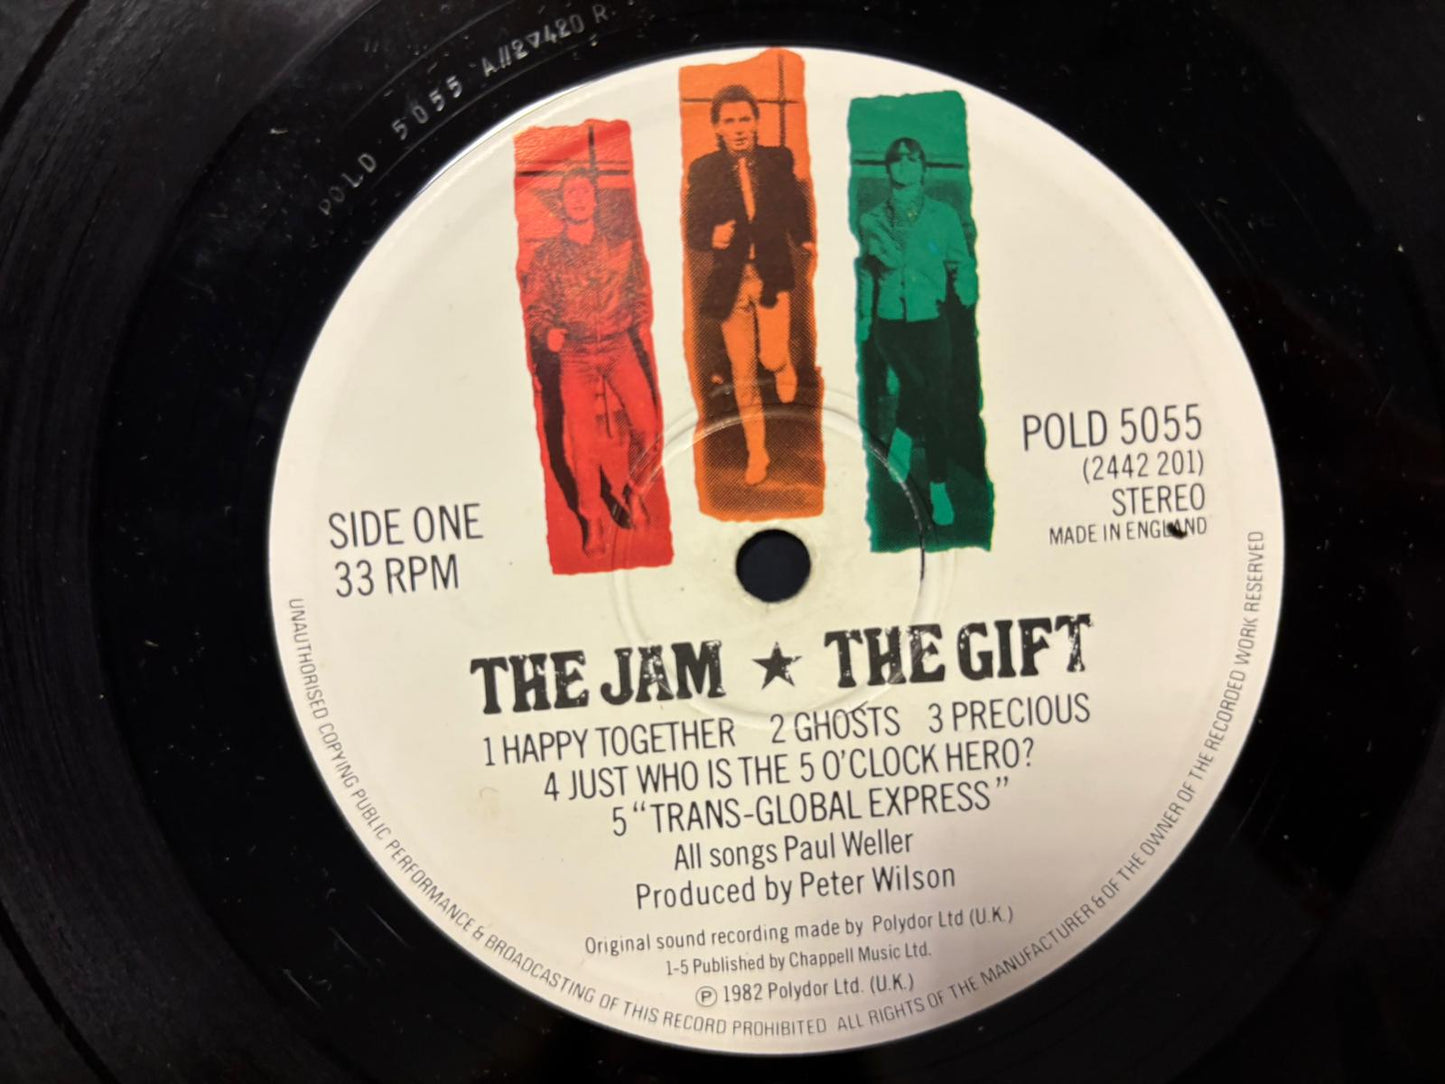 POLD 5055 A//2▽420 R
POLD 5055
(2442 201)
STEREO
MADE IN ENGLAND
SIDE ONE
33 RPM
THE JAM ★ THE GIFT
1 HAPPY TOGETHER 2 GHOSTS 3 PRECIOUS
4 JUST WHO IS THE 5 O'CLOCK HERO?
5 “TRANS-GLOBAL EXPRESS”
All songs Paul Weller
Produced by Peter Wilson
Original sound recording made by Polydor Ltd (U.K.)
1-5 Published by Chappell Music Ltd.
Ⓟ 1982 Polydor Ltd. (U.K.)
UNAUTHORISED COPYING PUBLIC PERFORMANCE & BROADCASTING OF THIS RECORD PROHIBITED ALL RIGHTS OF THE MANUFACTURER & OF THE OWNER OF THE RECORDED WORK RESERVED